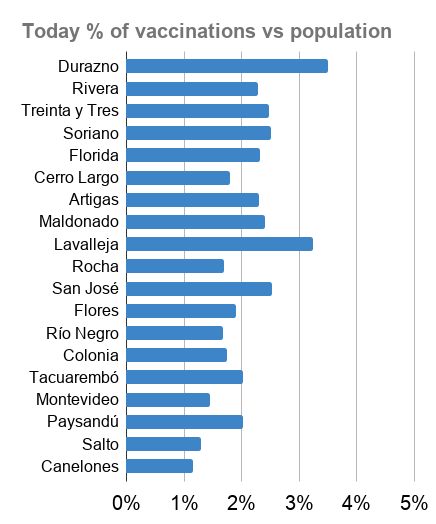 Today % of vaccinations vs population
Durazno
Rivera
Treinta y Tres
Soriano
Florida
Cerro Largo
Artigas
Maldonado
Lavalleja
Rocha
San José
Flores
Río Negro
Colonia
Tacuarembó
Montevideo
Paysandú
Salto
Canelones
0% 1% 2% 3% 4% 5%